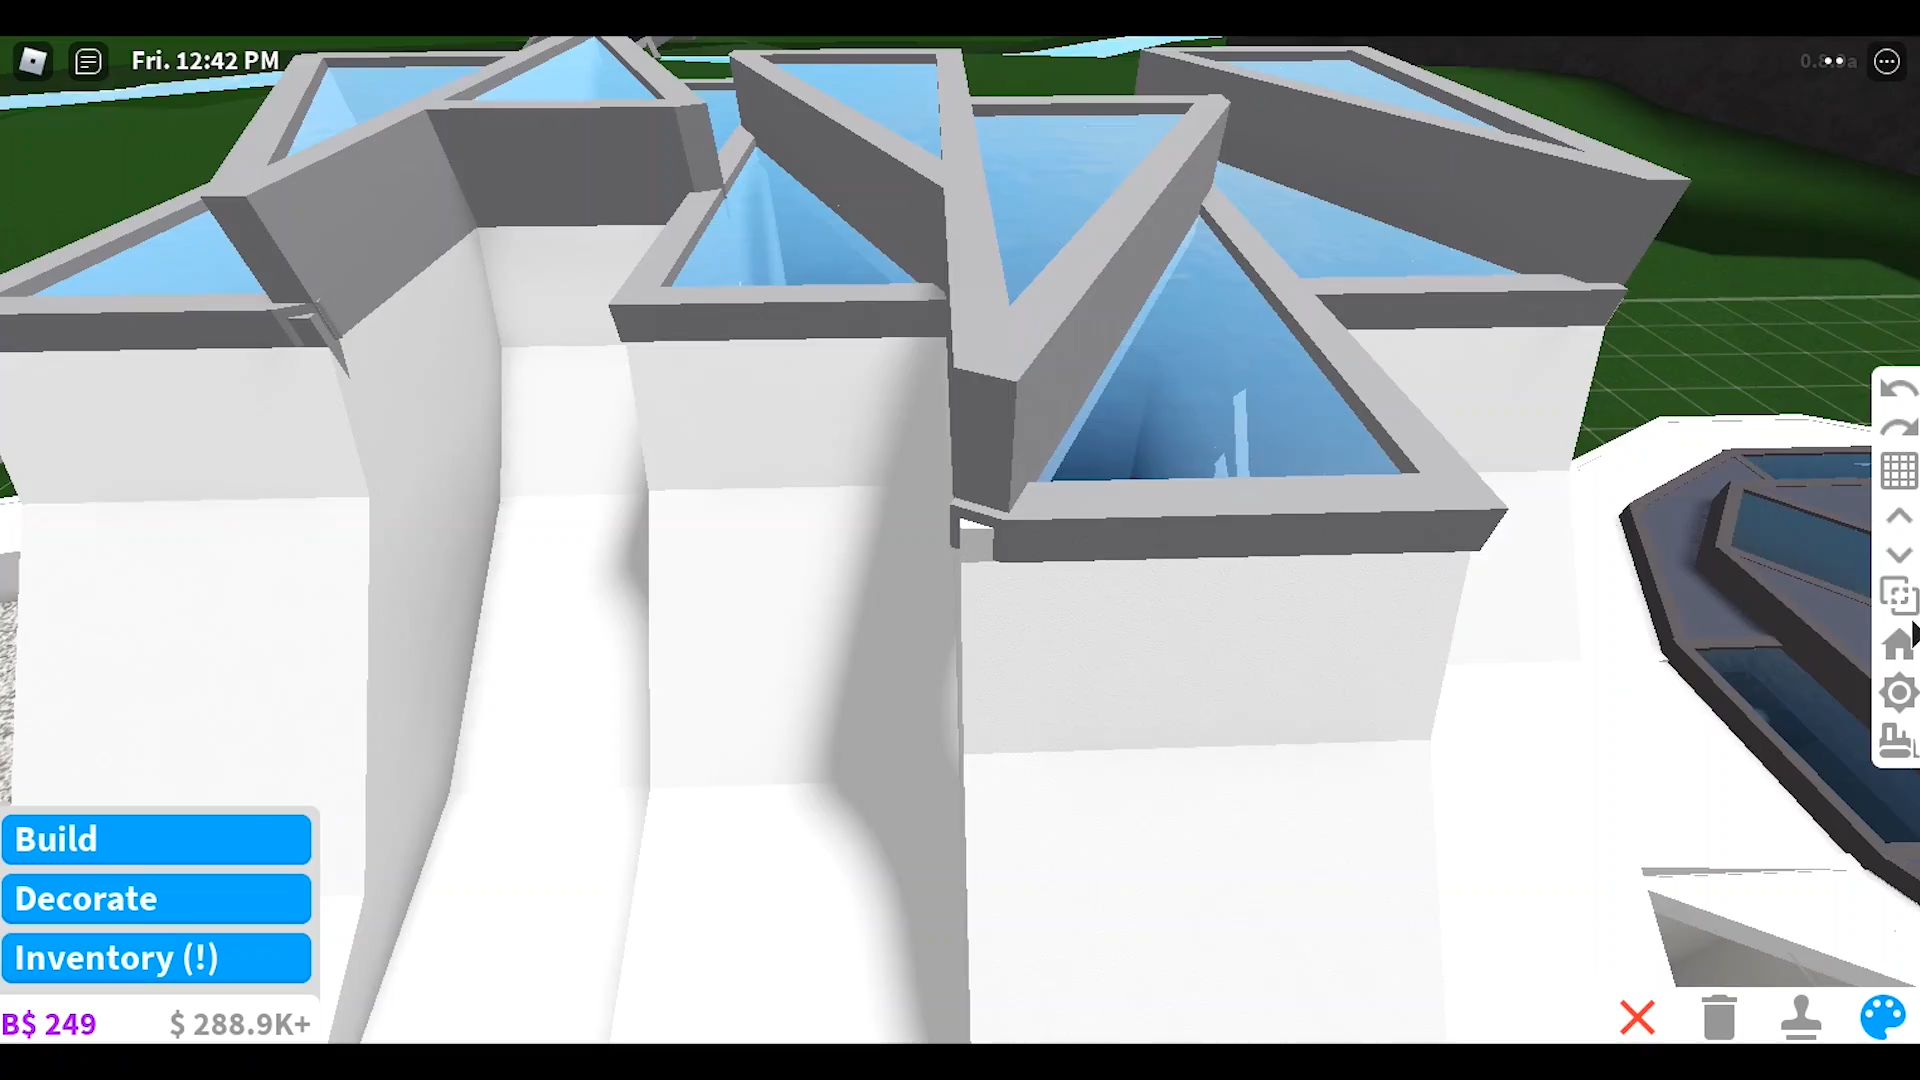 Fri. 12:42 PM
Build
Decorate
Inventory (!)
B$ 249
$ 288.9K+